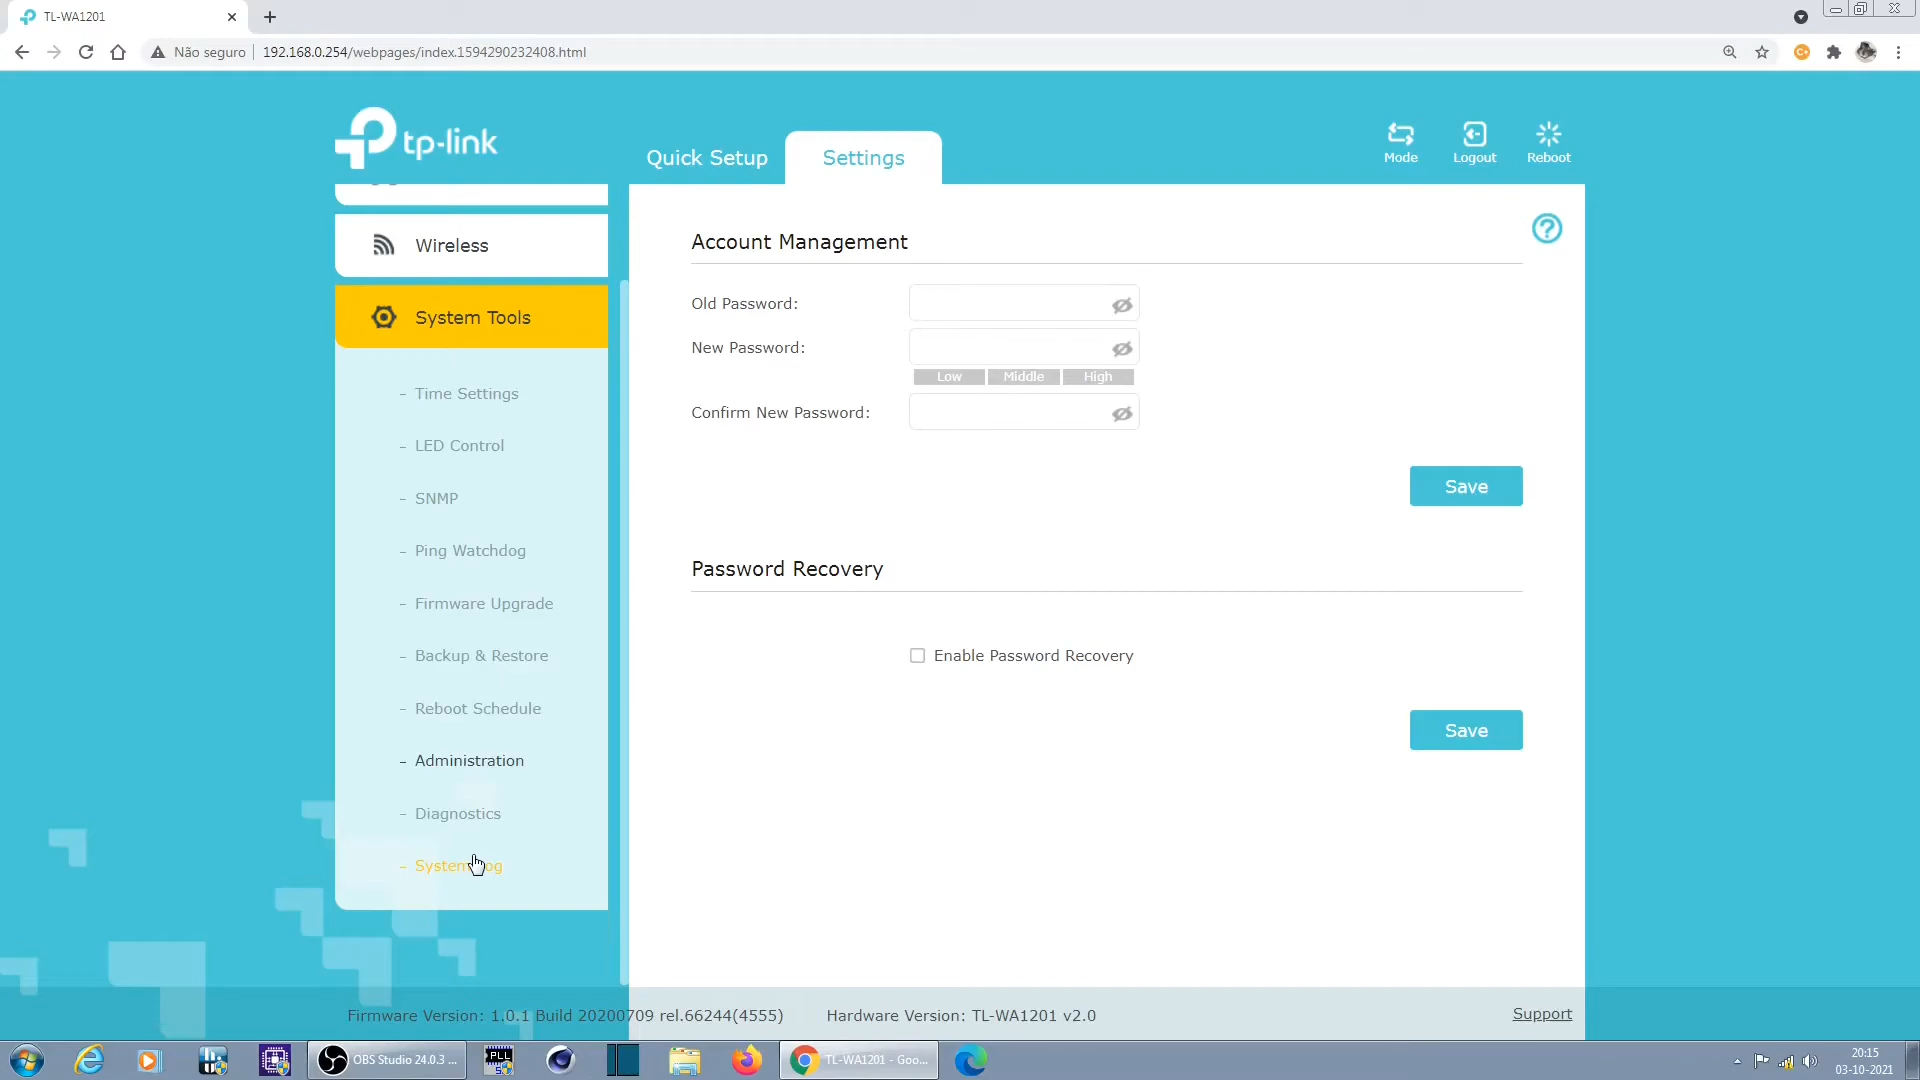 TL-WA1201
Não seguro
192.168.0.254/webpages/index.1594290232408.html
tp-link
Quick Setup
Settings
Mode
Logout
Reboot
Wireless
System Tools
- Time Settings
- LED Control
- SNMP
- Ping Watchdog
- Firmware Upgrade
- Backup & Restore
- Reboot Schedule
- Administration
- Diagnostics
- System Log
Account Management
Old Password:
New Password:
Low Middle High
Confirm New Password:
Save
Password Recovery
Enable Password Recovery
Save
Firmware Version: 1.0.1 Build 20200709 rel.66244(4555)
Hardware Version: TL-WA1201 v2.0
Support
OBS Studio 24.0.3 ...
PLL
TL-WA1201 - Goo...
20:15
03-10-2021